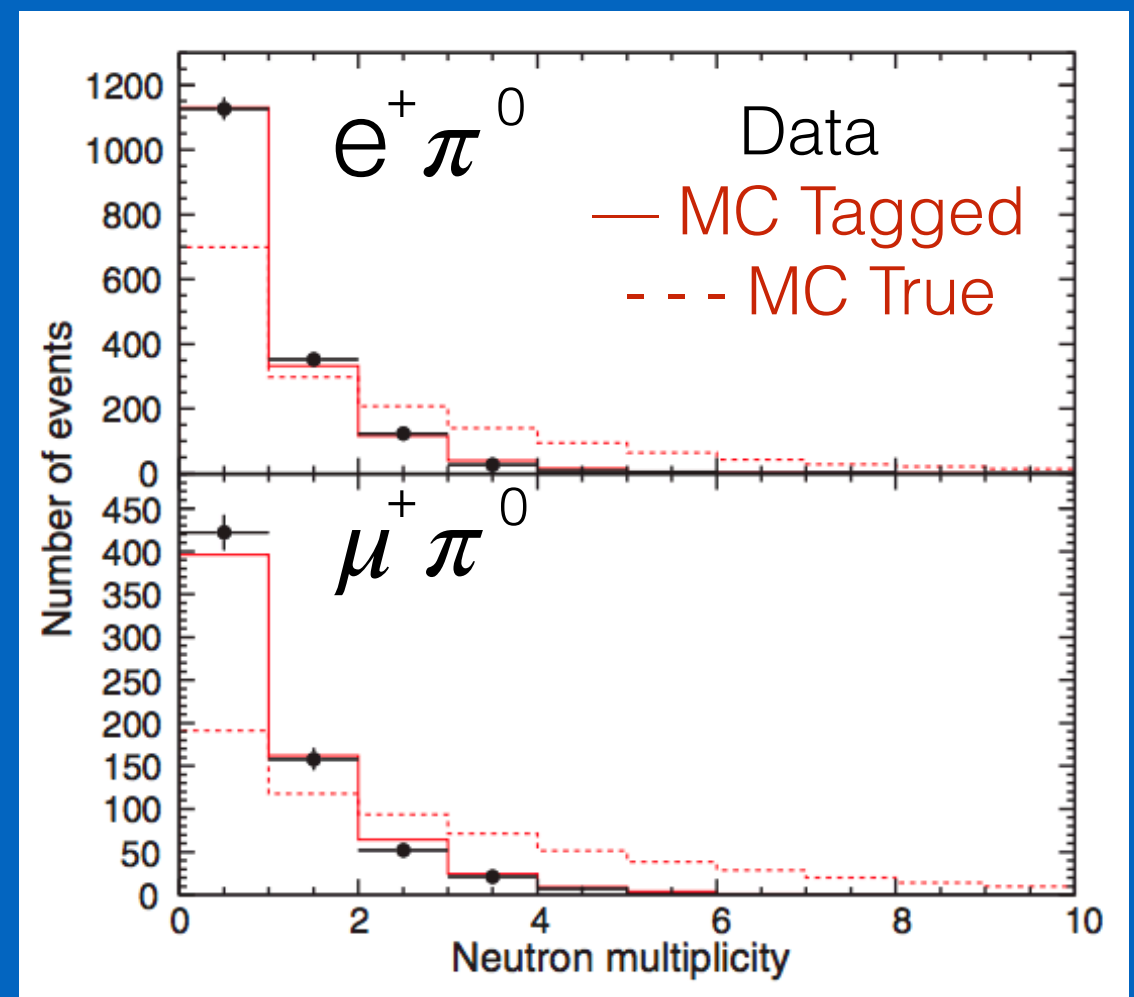 Number of events
1200
1000
800
600
400
200
0
e⁺π⁰
Data
MC Tagged
MC True
450
400
350
300
250
200
150
100
50
0
μ⁺π⁰
0 2 4 6 8 10
Neutron multiplicity